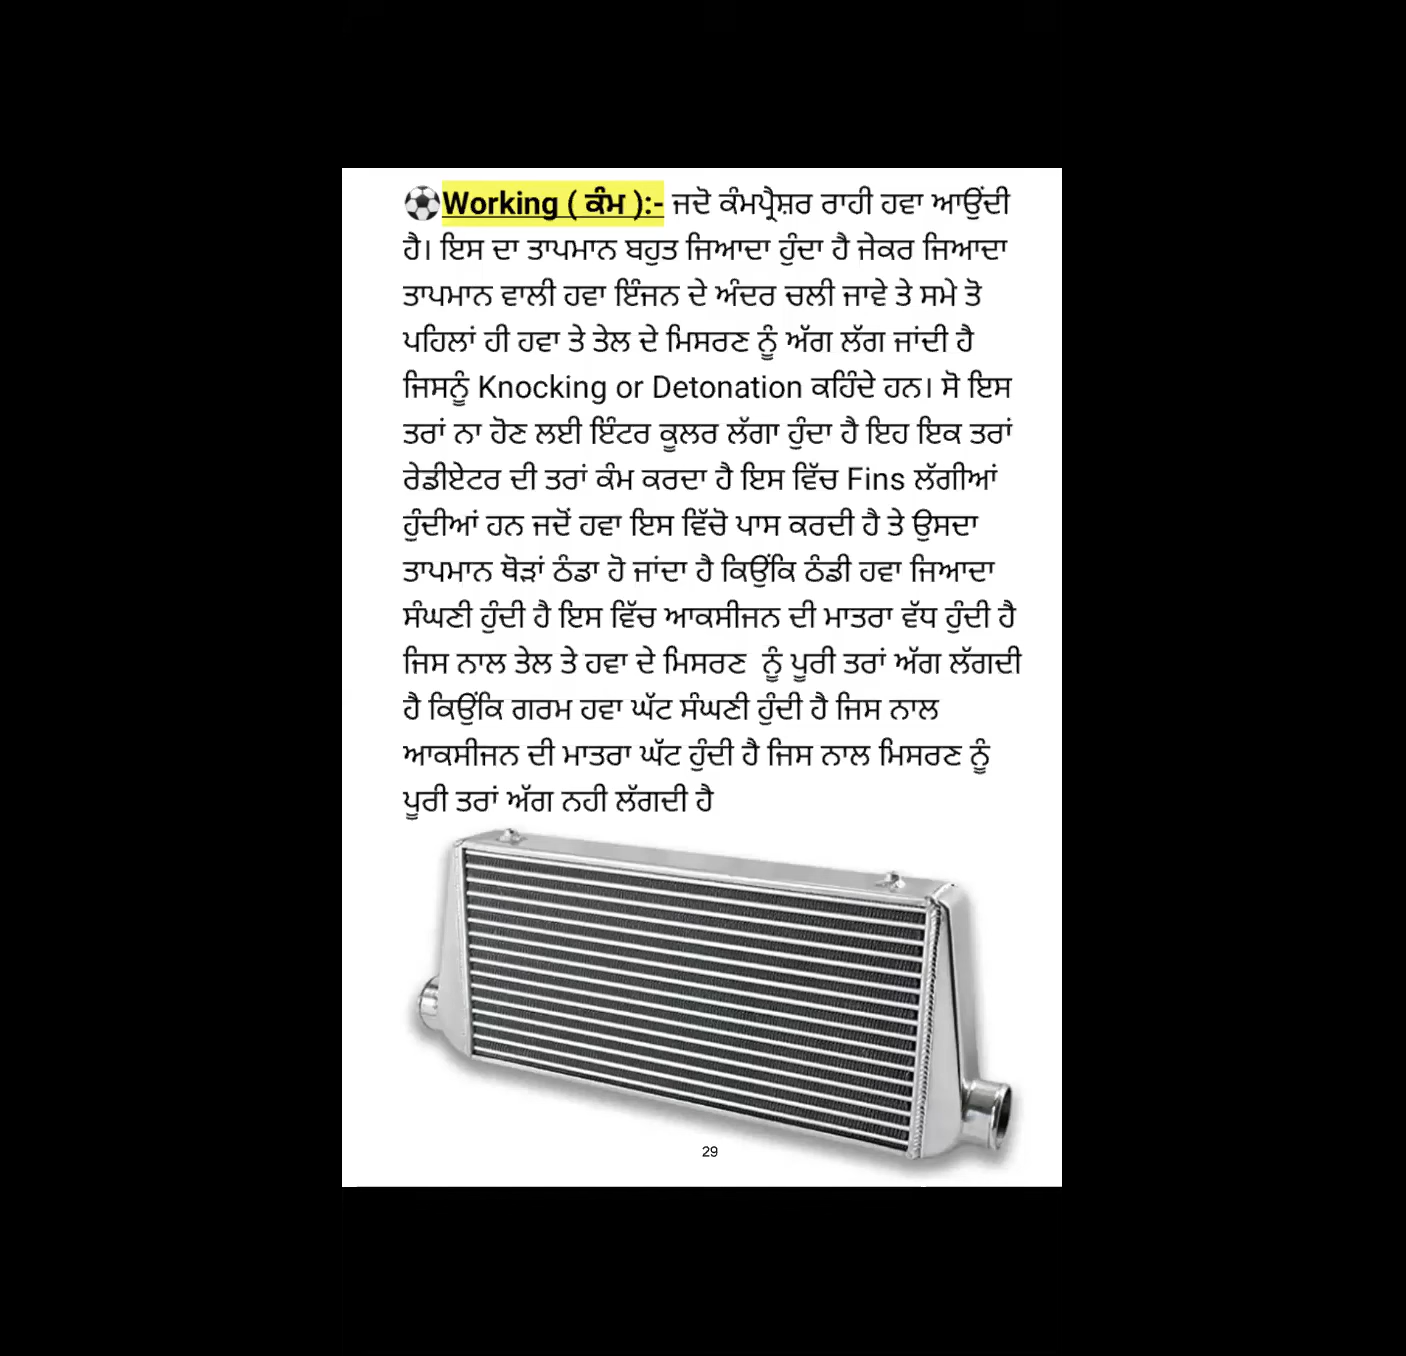 ⚽Working ( ਕੰਮ ):- ਜਦੋ ਕੰਮਪ੍ਰੈਸ਼ਰ ਰਾਹੀ ਹਵਾ ਆਉਂਦੀ
ਹੈ। ਇਸ ਦਾ ਤਾਪਮਾਨ ਬਹੁਤ ਜਿਆਦਾ ਹੁੰਦਾ ਹੈ ਜੇਕਰ ਜਿਆਦਾ
ਤਾਪਮਾਨ ਵਾਲੀ ਹਵਾ ਇੰਜਨ ਦੇ ਅੰਦਰ ਚਲੀ ਜਾਵੇ ਤੇ ਸਮੇ ਤੋ
ਪਹਿਲਾਂ ਹੀ ਹਵਾ ਤੇ ਤੇਲ ਦੇ ਮਿਸਰਣ ਨੂੰ ਅੱਗ ਲੱਗ ਜਾਂਦੀ ਹੈ
ਜਿਸਨੂੰ Knocking or Detonation ਕਹਿੰਦੇ ਹਨ। ਸੋ ਇਸ
ਤਰਾਂ ਨਾ ਹੋਣ ਲਈ ਇੰਟਰ ਕੂਲਰ ਲੱਗਾ ਹੁੰਦਾ ਹੈ ਇਹ ਇਕ ਤਰਾਂ
ਰੇਡੀਏਟਰ ਦੀ ਤਰਾਂ ਕੰਮ ਕਰਦਾ ਹੈ ਇਸ ਵਿੱਚ Fins ਲੱਗੀਆਂ
ਹੁੰਦੀਆਂ ਹਨ ਜਦੋਂ ਹਵਾ ਇਸ ਵਿੱਚੋ ਪਾਸ ਕਰਦੀ ਹੈ ਤੇ ਉਸਦਾ
ਤਾਪਮਾਨ ਥੋੜਾਂ ਠੰਡਾ ਹੋ ਜਾਂਦਾ ਹੈ ਕਿਉਂਕਿ ਠੰਡੀ ਹਵਾ ਜਿਆਦਾ
ਸੰਘਣੀ ਹੁੰਦੀ ਹੈ ਇਸ ਵਿੱਚ ਆਕਸੀਜਨ ਦੀ ਮਾਤਰਾ ਵੱਧ ਹੁੰਦੀ ਹੈ
ਜਿਸ ਨਾਲ ਤੇਲ ਤੇ ਹਵਾ ਦੇ ਮਿਸਰਣ ਨੂੰ ਪੂਰੀ ਤਰਾਂ ਅੱਗ ਲੱਗਦੀ
ਹੈ ਕਿਉਂਕਿ ਗਰਮ ਹਵਾ ਘੱਟ ਸੰਘਣੀ ਹੁੰਦੀ ਹੈ ਜਿਸ ਨਾਲ
ਆਕਸੀਜਨ ਦੀ ਮਾਤਰਾ ਘੱਟ ਹੁੰਦੀ ਹੈ ਜਿਸ ਨਾਲ ਮਿਸਰਣ ਨੂੰ
ਪੂਰੀ ਤਰਾਂ ਅੱਗ ਨਹੀ ਲੱਗਦੀ ਹੈ
29